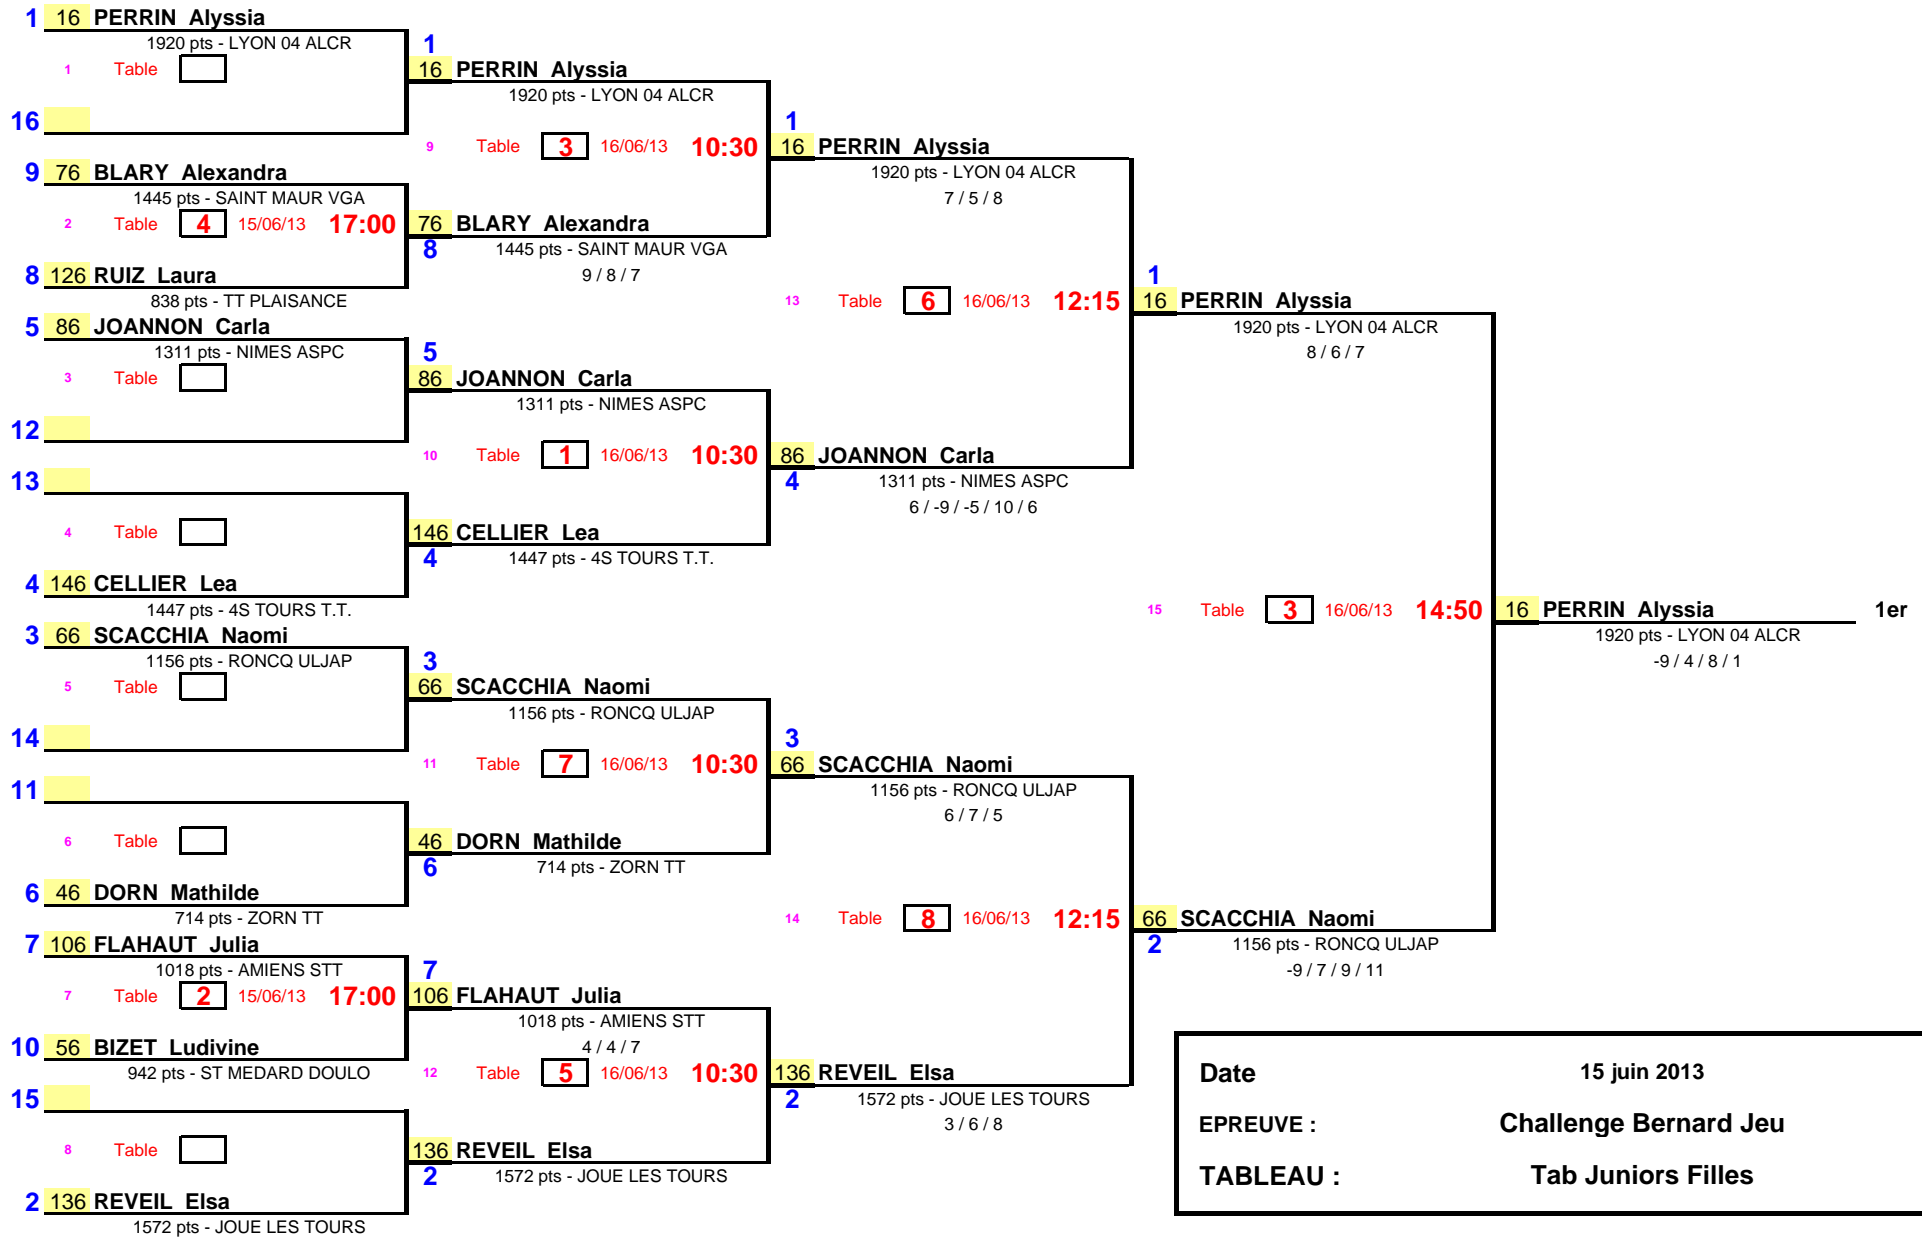 1 16 PERRIN Alyssia
1920 pts - LYON 04 ALCR
1 Table
16
9 76 BLARY Alexandra
1445 pts - SAINT MAUR VGA
2 Table 4 15/06/13 17:00
8 126 RUIZ Laura
838 pts - TT PLAISANCE
5 86 JOANNON Carla
1311 pts - NIMES ASPC
3 Table
12
13
4 Table
4 146 CELLIER Lea
1447 pts - 4S TOURS T.T.
3 66 SCACCHIA Naomi
1156 pts - RONCQ ULJAP
5 Table
14
11
6 Table
6 46 DORN Mathilde
714 pts - ZORN TT
7 106 FLAHAUT Julia
1018 pts - AMIENS STT
7 Table 2 15/06/13 17:00
10 56 BIZET Ludivine
942 pts - ST MEDARD DOULO
15
8 Table
2 136 REVEIL Elsa
1572 pts - JOUE LES TOURS
1
16 PERRIN Alyssia
1920 pts - LYON 04 ALCR
9 Table 3 16/06/13 10:30
76 BLARY Alexandra
8
1445 pts - SAINT MAUR VGA
9 / 8 / 7
5
86 JOANNON Carla
1311 pts - NIMES ASPC
10 Table 1 16/06/13 10:30
146 CELLIER Lea
4
1447 pts - 4S TOURS T.T.
3
66 SCACCHIA Naomi
1156 pts - RONCQ ULJAP
11 Table 7 16/06/13 10:30
46 DORN Mathilde
6
714 pts - ZORN TT
7
106 FLAHAUT Julia
1018 pts - AMIENS STT
4 / 4 / 7
12 Table 5 16/06/13 10:30
136 REVEIL Elsa
2
1572 pts - JOUE LES TOURS
1
16 PERRIN Alyssia
1920 pts - LYON 04 ALCR
7 / 5 / 8
13 Table 6 16/06/13 12:15
86 JOANNON Carla
4
1311 pts - NIMES ASPC
6 / -9 / -5 / 10 / 6
3
66 SCACCHIA Naomi
1156 pts - RONCQ ULJAP
6 / 7 / 5
14 Table 8 16/06/13 12:15
136 REVEIL Elsa
2
1572 pts - JOUE LES TOURS
3 / 6 / 8
1
16 PERRIN Alyssia
1920 pts - LYON 04 ALCR
8 / 6 / 7
15 Table 3 16/06/13 14:50
66 SCACCHIA Naomi
2
1156 pts - RONCQ ULJAP
-9 / 7 / 9 / 11
16 PERRIN Alyssia 1er
1920 pts - LYON 04 ALCR
-9 / 4 / 8 / 1
Date 15 juin 2013
EPREUVE : Challenge Bernard Jeu
TABLEAU : Tab Juniors Filles